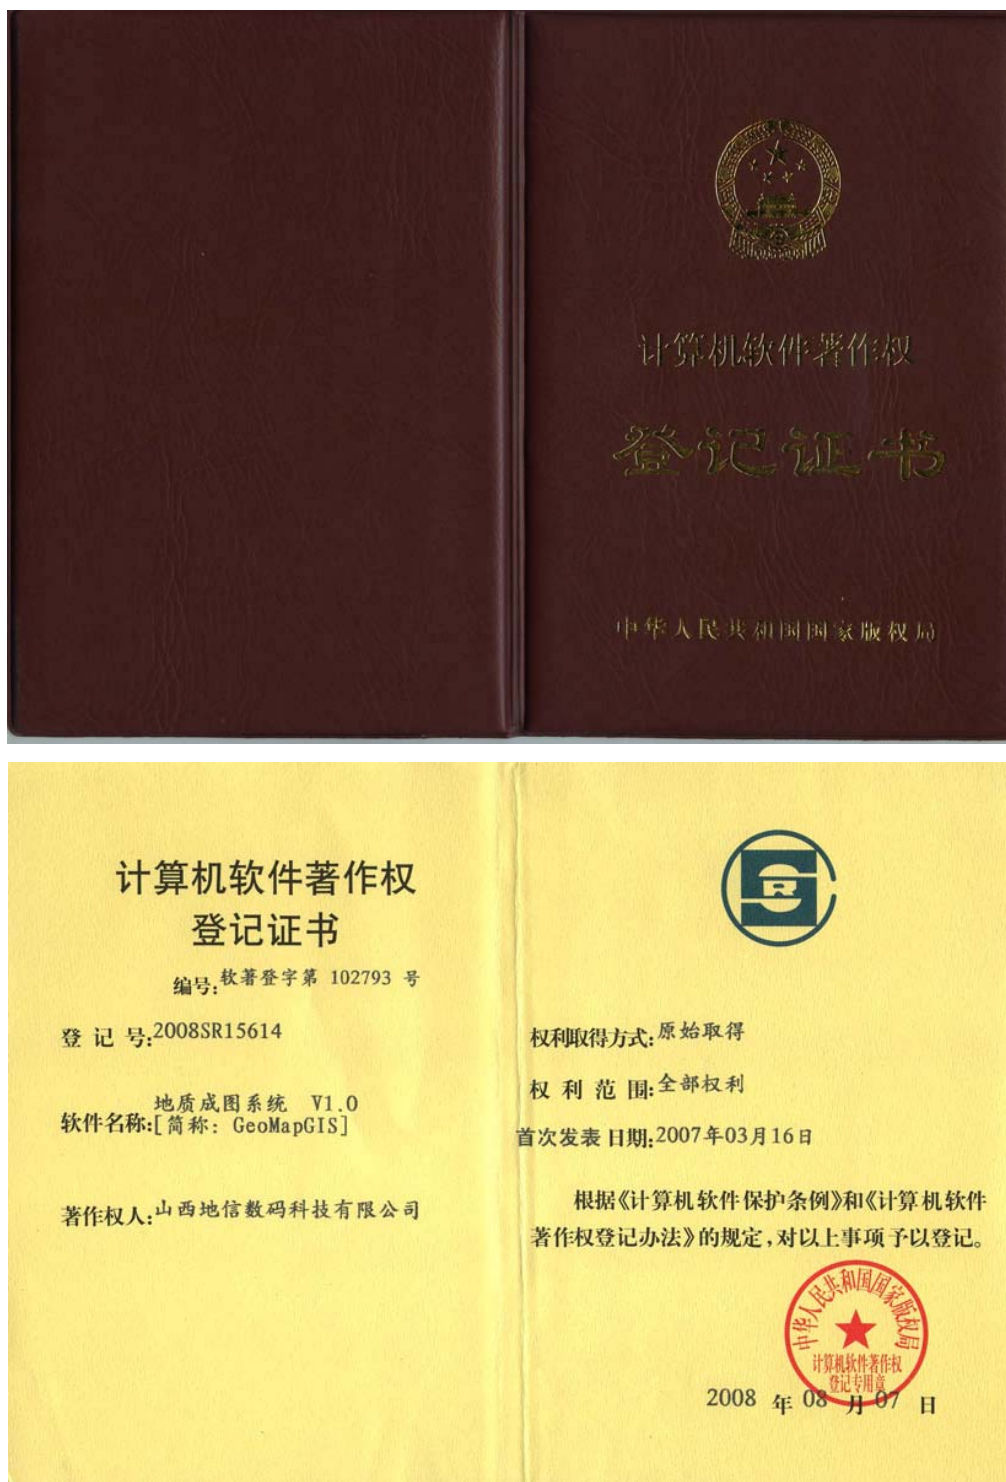 计算机软件著作权
登记证书
中华人民共和国国家版权局
计算机软件著作权
登记证书
编号:软著登字第 102793 号
登 记 号:2008SR15614
软件名称:地质成图系统 V1.0
[简称: GeoMapGIS]
著作权人:山西地信数码科技有限公司
R
权利取得方式:原始取得
权 利 范 围:全部权利
首次发表日期:2007年03月16日
根据《计算机软件保护条例》和《计算机软件
著作权登记办法》的规定,对以上事项予以登记。
中华人民共和国国家版权局
计算机软件著作权
登记专用章
2008 年 08 月 07 日